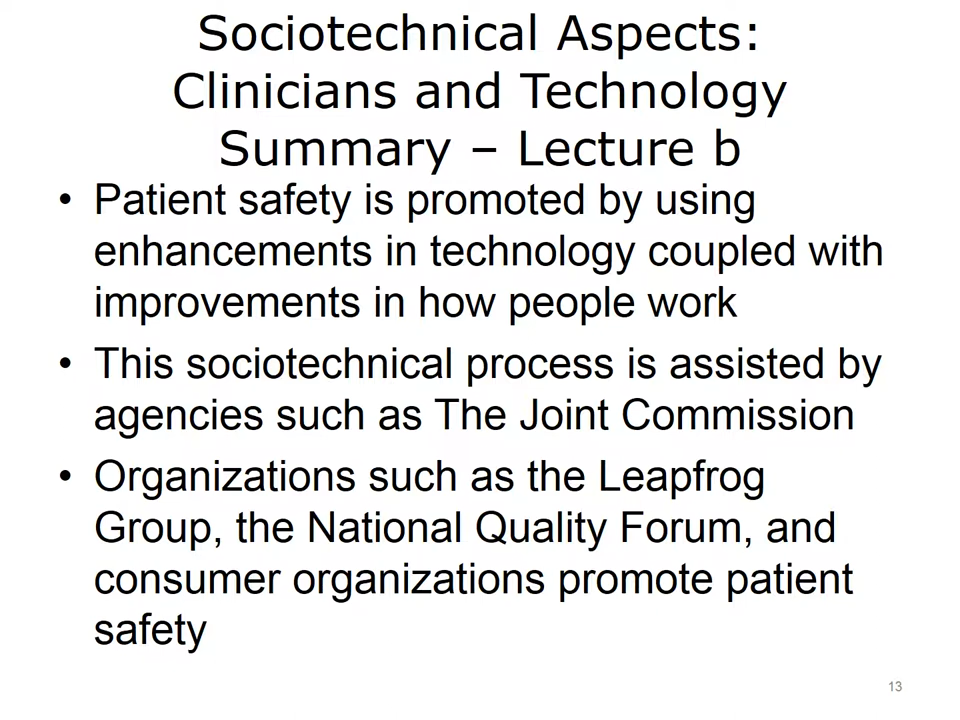 Sociotechnical Aspects:
Clinicians and Technology
Summary – Lecture b
• Patient safety is promoted by using
enhancements in technology coupled with
improvements in how people work
• This sociotechnical process is assisted by
agencies such as The Joint Commission
• Organizations such as the Leapfrog
Group, the National Quality Forum, and
consumer organizations promote patient
safety
13